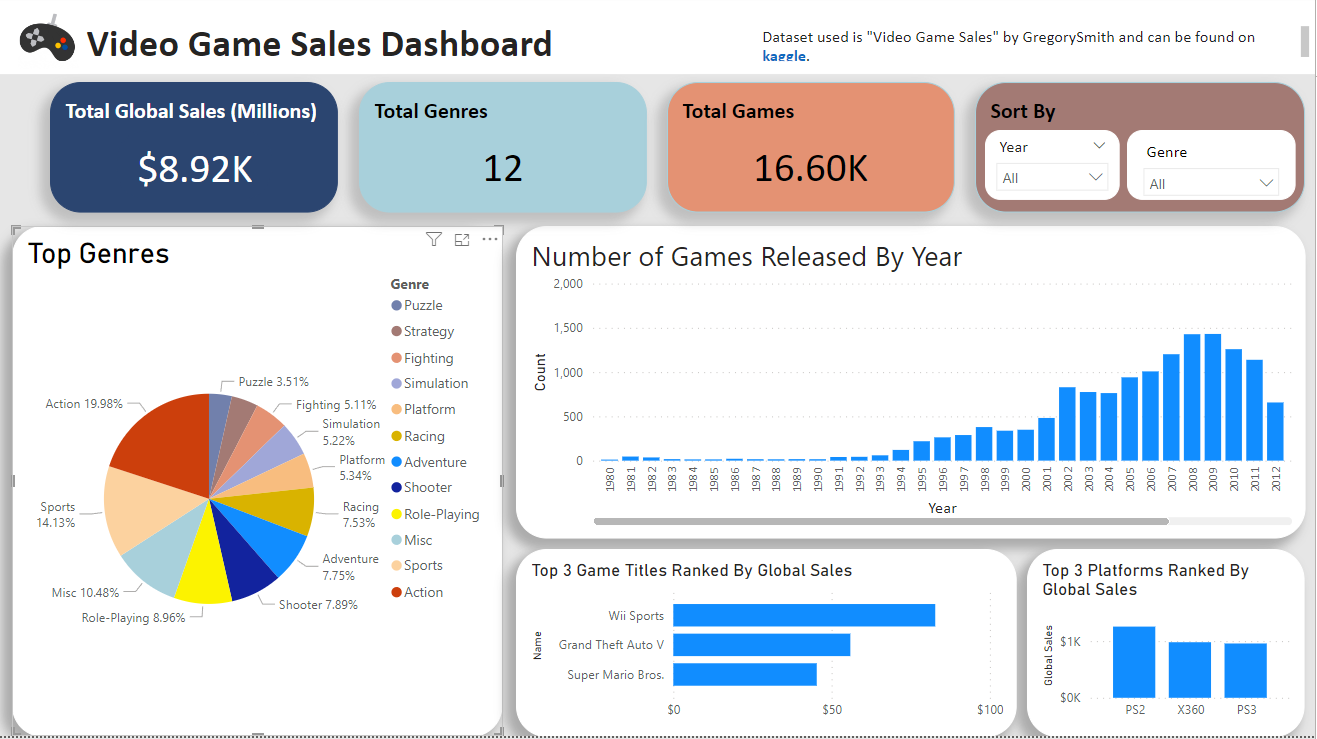 Video Game Sales Dashboard
Dataset used is "Video Game Sales" by GregorySmith and can be found on
kaggle.
Total Global Sales (Millions)
$8.92K
Total Genres
12
Total Games
16.60K
Sort By
Year
All
Genre
All
Top Genres
Genre
Puzzle
Strategy
Fighting
Simulation
Platform
Racing
Adventure
Shooter
Role-Playing
Misc
Sports
Action
Puzzle 3.51%
Fighting 5.11%
Simulation
5.22%
Platform
5.34%
Racing
7.53%
Adventure
7.75%
Shooter 7.89%
Role-Playing 8.96%
Misc 10.48%
Sports
14.13%
Action 19.98%
Number of Games Released By Year
Count
2,000
1,500
1,000
500
0
1980 1981 1982 1983 1984 1985 1986 1987 1988 1989 1990 1991 1992 1993 1994 1995 1996 1997 1998 1999 2000 2001 2002 2003 2004 2005 2006 2007 2008 2009 2010 2011 2012
Year
Top 3 Game Titles Ranked By Global Sales
Name
Wii Sports
Grand Theft Auto V
Super Mario Bros.
$0 $50 $100
Top 3 Platforms Ranked By
Global Sales
Global Sales
$1K
$0K
PS2 X360 PS3